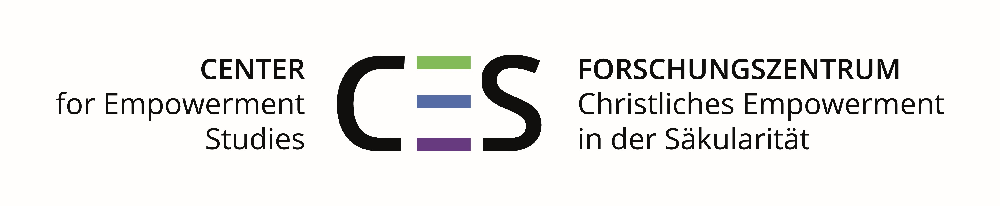 CENTER
for Empowerment
Studies
CES
FORSCHUNGSZENTRUM
Christliches Empowerment
in der Säkularität